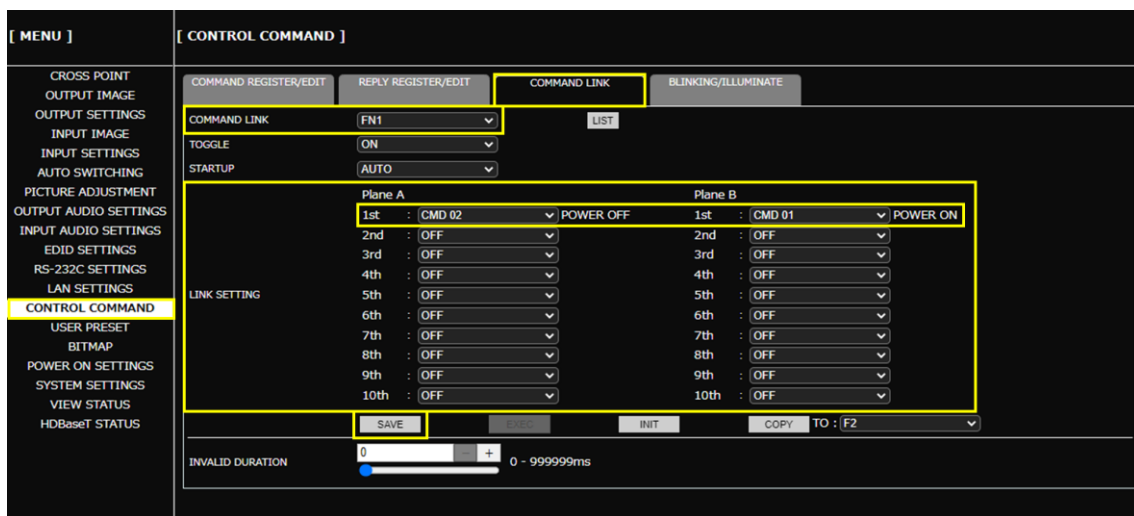 [ MENU ]
[ CONTROL COMMAND ]
CROSS POINT
OUTPUT IMAGE
OUTPUT SETTINGS
INPUT IMAGE
INPUT SETTINGS
AUTO SWITCHING
PICTURE ADJUSTMENT
OUTPUT AUDIO SETTINGS
INPUT AUDIO SETTINGS
EDID SETTINGS
RS-232C SETTINGS
LAN SETTINGS
CONTROL COMMAND
USER PRESET
BITMAP
POWER ON SETTINGS
SYSTEM SETTINGS
VIEW STATUS
HDBaseT STATUS
COMMAND REGISTER/EDIT REPLY REGISTER/EDIT COMMAND LINK BLINKING/ILLUMINATE
COMMAND LINK FN1 LIST
TOGGLE ON
STARTUP AUTO
LINK SETTING
Plane A Plane B
1st : CMD 02 POWER OFF 1st : CMD 01 POWER ON
2nd : OFF 2nd : OFF
3rd : OFF 3rd : OFF
4th : OFF 4th : OFF
5th : OFF 5th : OFF
6th : OFF 6th : OFF
7th : OFF 7th : OFF
8th : OFF 8th : OFF
9th : OFF 9th : OFF
10th : OFF 10th : OFF
SAVE EXEC INIT COPY TO : F2
INVALID DURATION 0 - + 0 - 999999ms